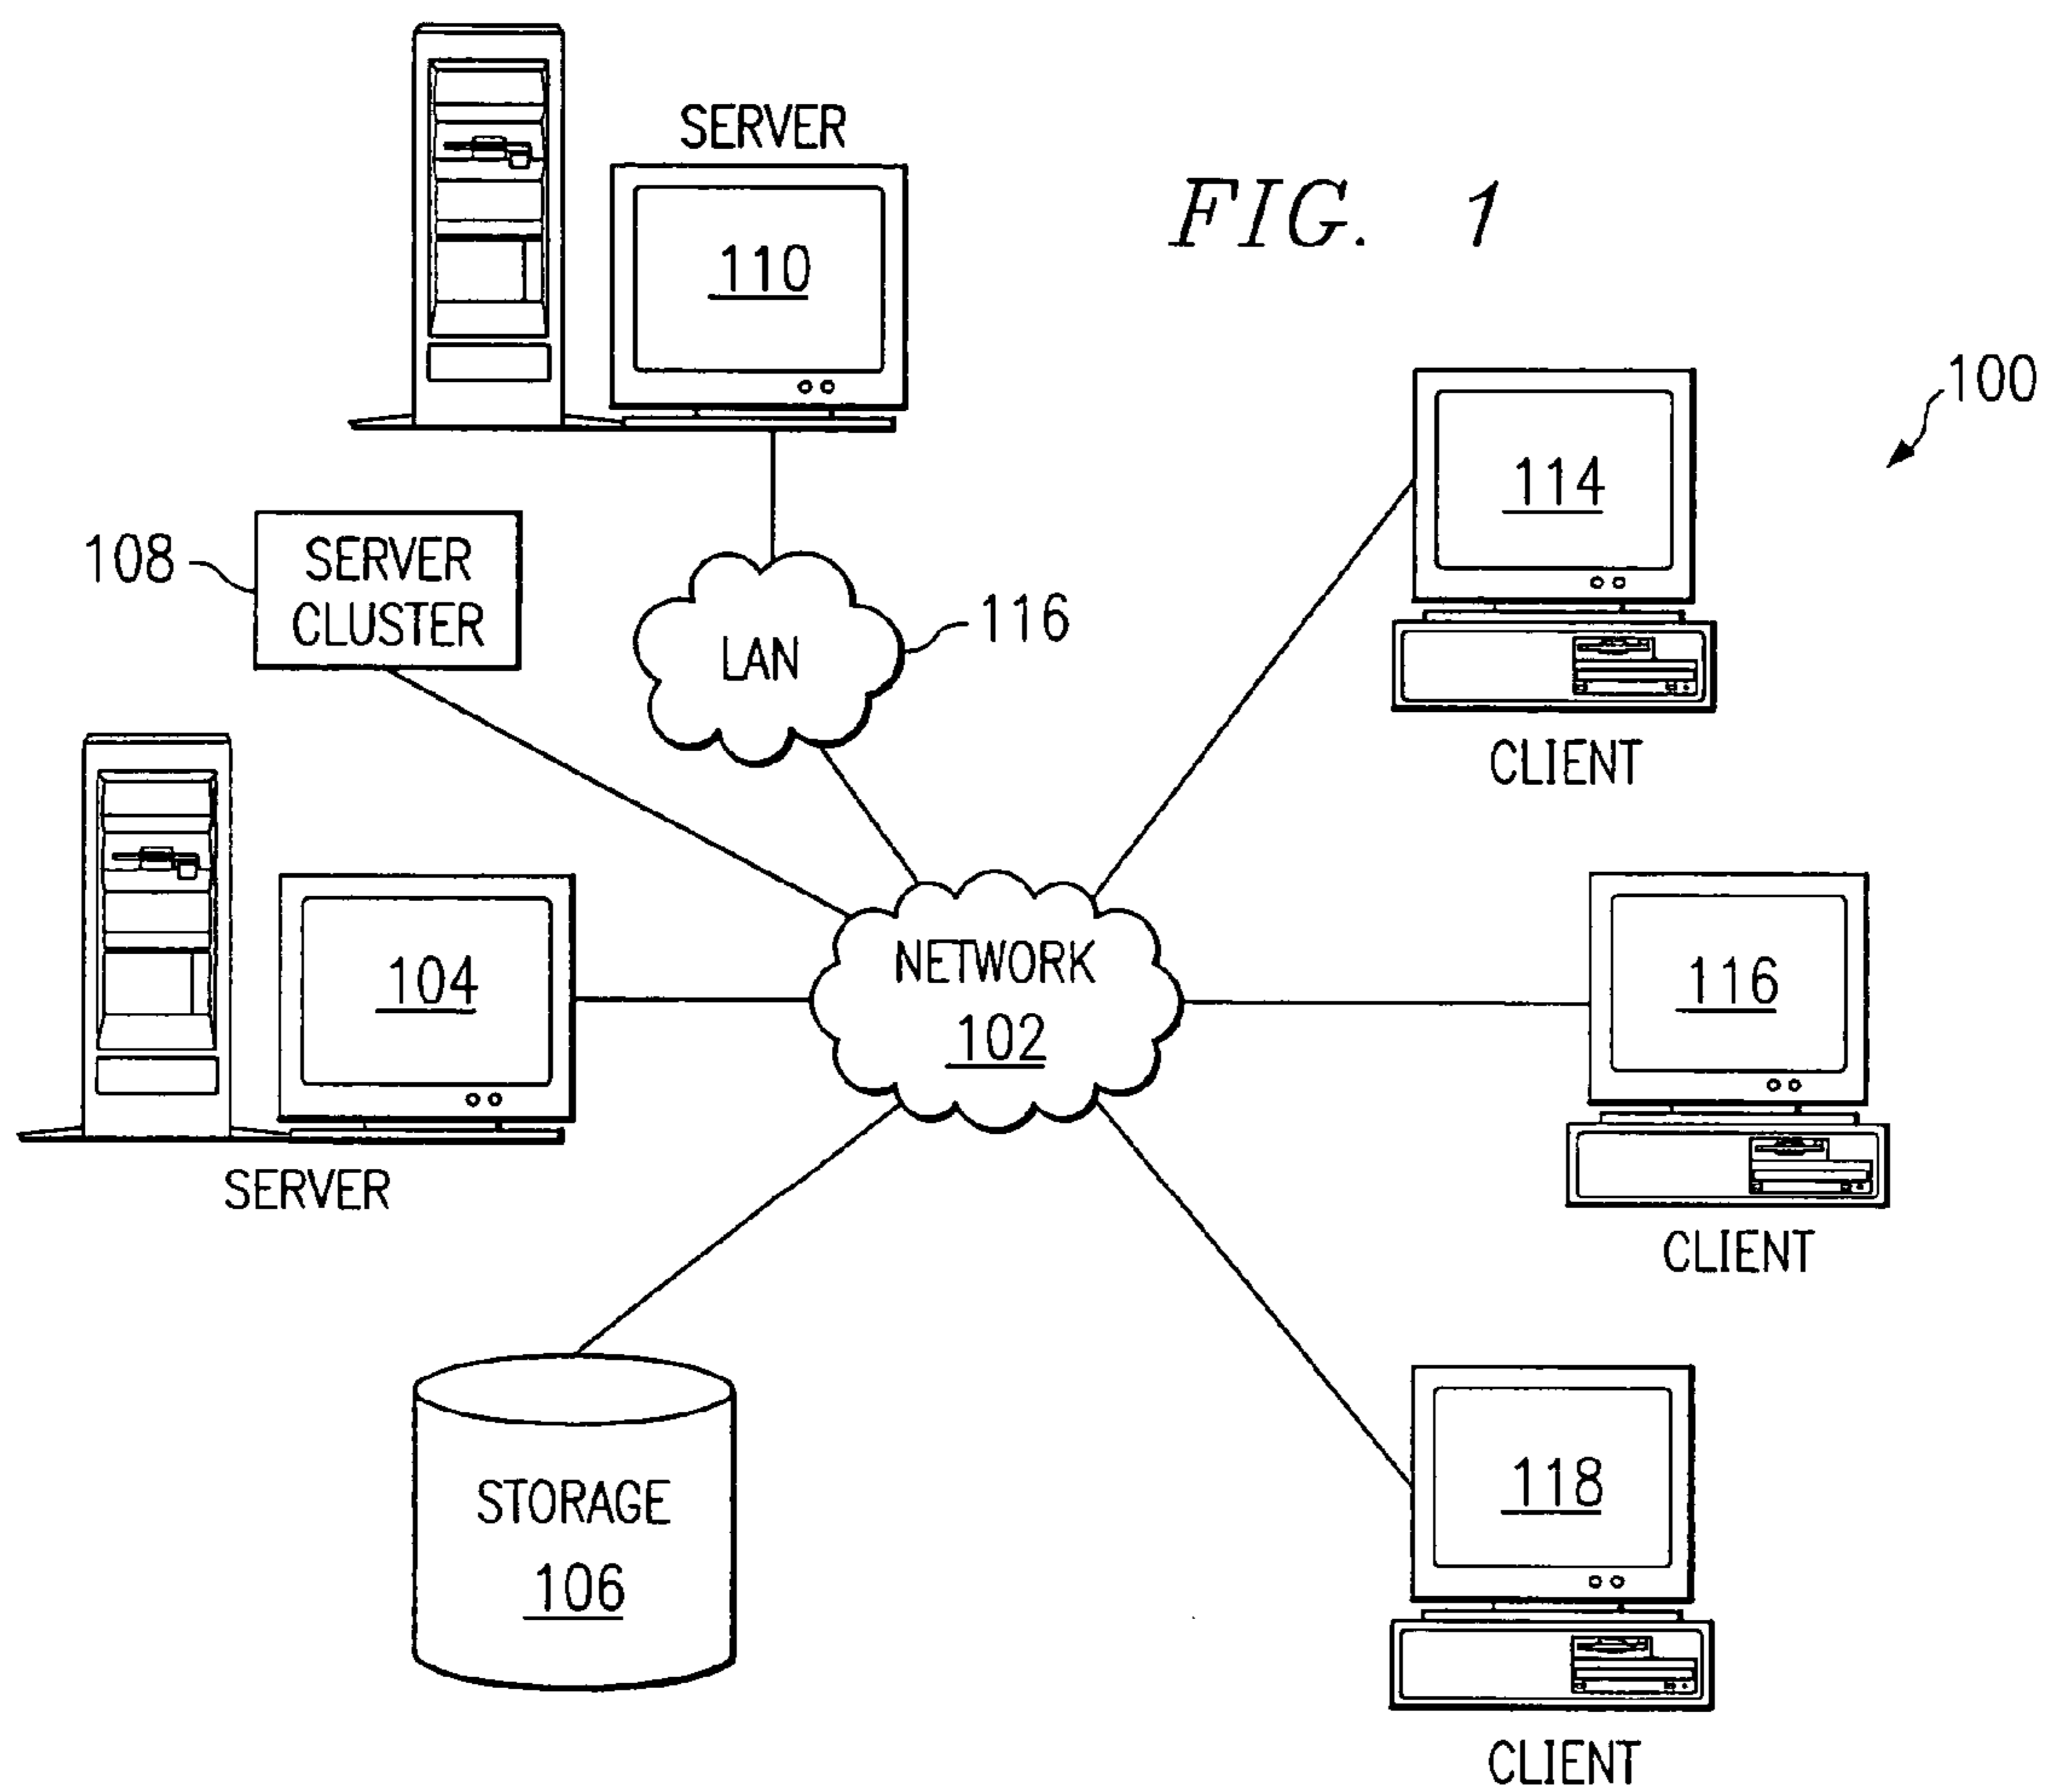 SERVER
FIG. 1
110
100
114
108
SERVER
CLUSTER
116
LAN
CLIENT
104
NETWORK
102
116
SERVER
CLIENT
118
STORAGE
106
CLIENT